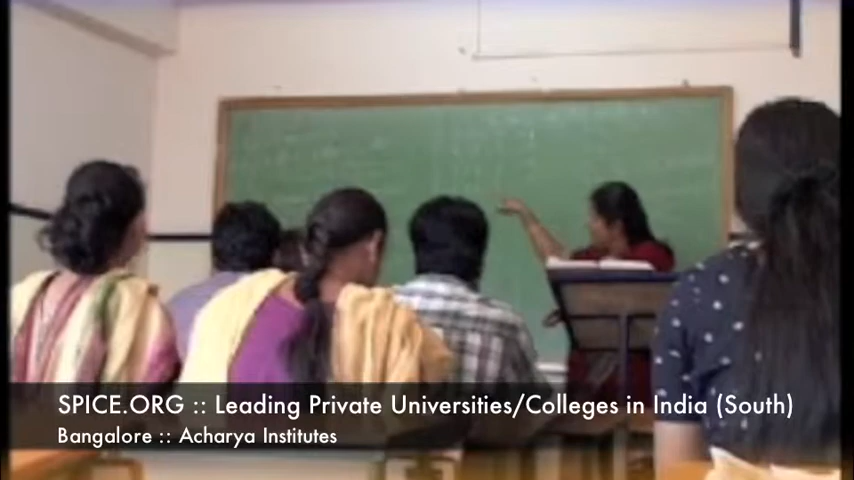 SPICE.ORG :: Leading Private Universities/Colleges in India (South)
Bangalore :: Acharya Institutes